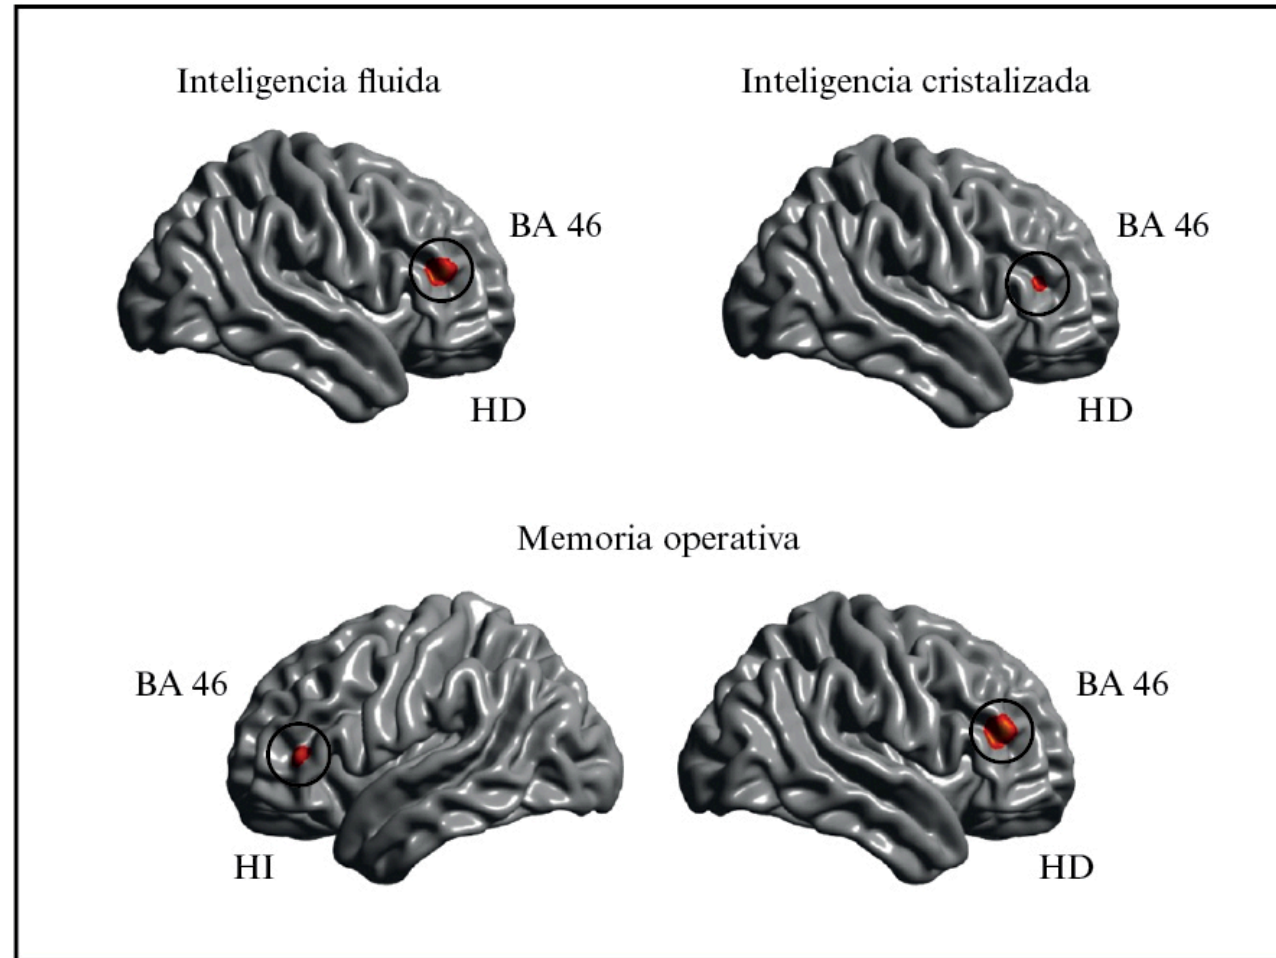 Inteligencia fluida
Inteligencia cristalizada
BA 46
BA 46
HD
HD
Memoria operativa
BA 46
BA 46
HI
HD